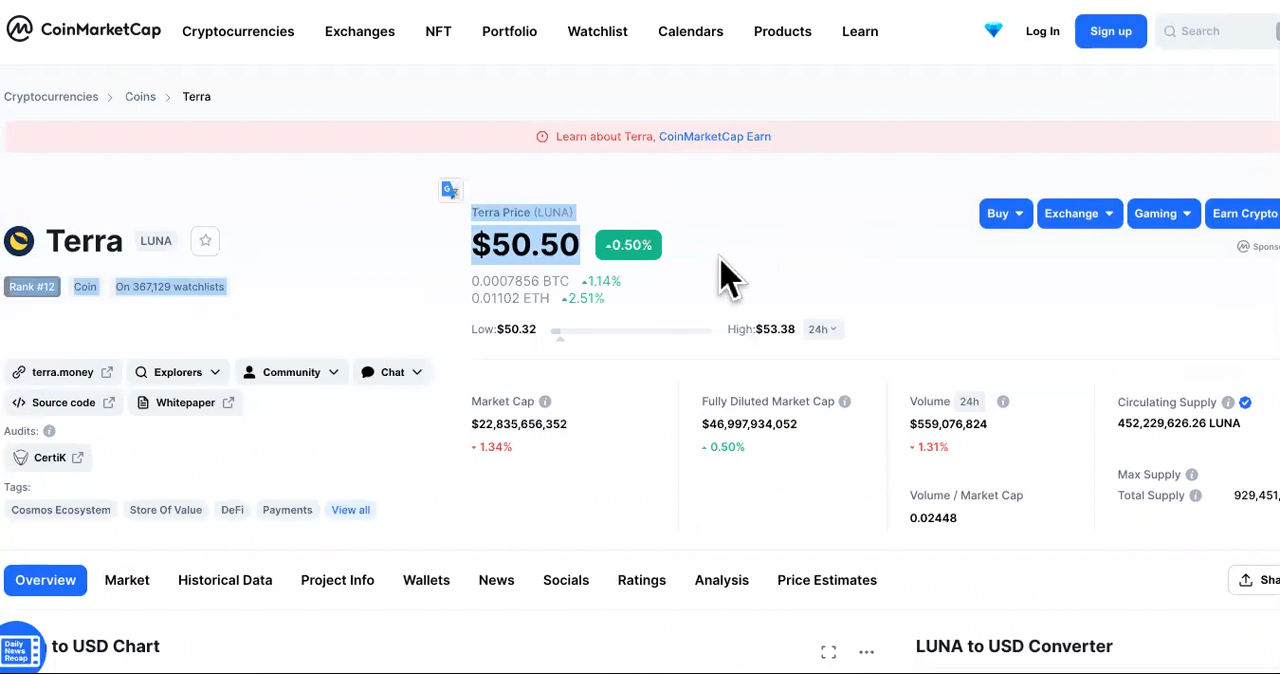 CoinMarketCap Cryptocurrencies Exchanges NFT Portfolio Watchlist Calendars Products Learn Log In Sign up Search
Cryptocurrencies > Coins > Terra
Learn about Terra, CoinMarketCap Earn
Terra Price (LUNA)
Terra LUNA
$50.50 0.50%
Buy Exchange Gaming Earn Crypto
Rank #12 Coin On 367,129 watchlists
0.0007856 BTC 1.14%
0.01102 ETH 2.51%
Low:$50.32 High:$53.38 24h
terra.money Explorers Community Chat
Source code Whitepaper
Audits:
CertiK
Tags:
Cosmos Ecosystem Store Of Value DeFi Payments View all
Market Cap
$22,835,656,352
1.34%
Fully Diluted Market Cap
$46,997,934,052
0.50%
Volume 24h
$559,076,824
1.31%
Volume / Market Cap
0.02448
Circulating Supply
452,229,626.26 LUNA
Max Supply
Total Supply 929,451,
Overview Market Historical Data Project Info Wallets News Socials Ratings Analysis Price Estimates
Daily
News
Recap
to USD Chart
LUNA to USD Converter